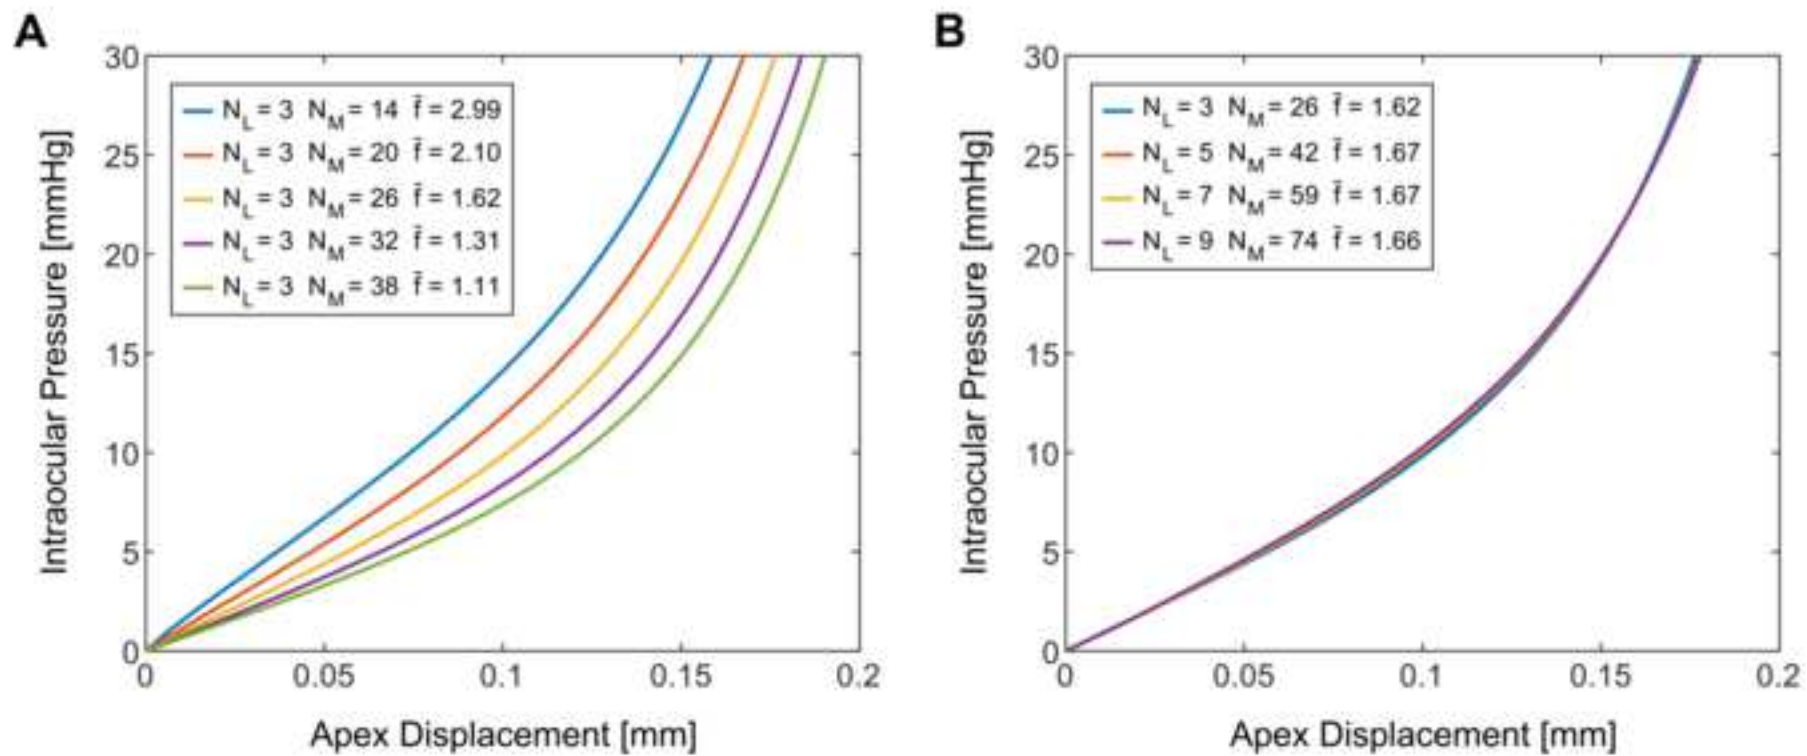 A
30
25
20
15
10
5
0
0
0.05
0.1
0.15
0.2
Intraocular Pressure [mmHg]
Apex Displacement [mm]
N_L = 3 N_M = 14 f̄ = 2.99
N_L = 3 N_M = 20 f̄ = 2.10
N_L = 3 N_M = 26 f̄ = 1.62
N_L = 3 N_M = 32 f̄ = 1.31
N_L = 3 N_M = 38 f̄ = 1.11
B
30
25
20
15
10
5
0
0
0.05
0.1
0.15
0.2
Intraocular Pressure [mmHg]
Apex Displacement [mm]
N_L = 3 N_M = 26 f̄ = 1.62
N_L = 5 N_M = 42 f̄ = 1.67
N_L = 7 N_M = 59 f̄ = 1.67
N_L = 9 N_M = 74 f̄ = 1.66